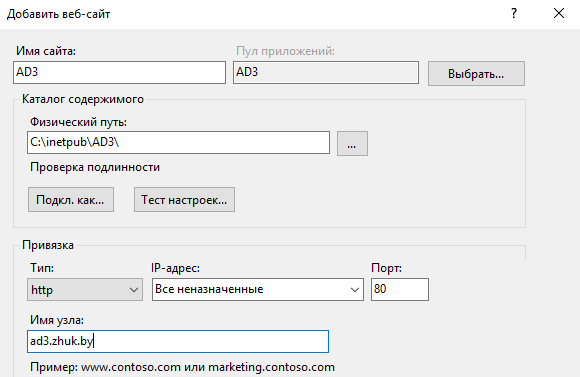 Добавить веб-сайт ?
Имя сайта: Пул приложений:
AD3 AD3 Выбрать...
Каталог содержимого
Физический путь:
C:\inetpub\AD3\ ...
Проверка подлинности
Подкл. как... Тест настроек...
Привязка
Тип: IP-адрес: Порт:
http Все неназначенные 80
Имя узла:
ad3.zhuk.by
Пример: www.contoso.com или marketing.contoso.com